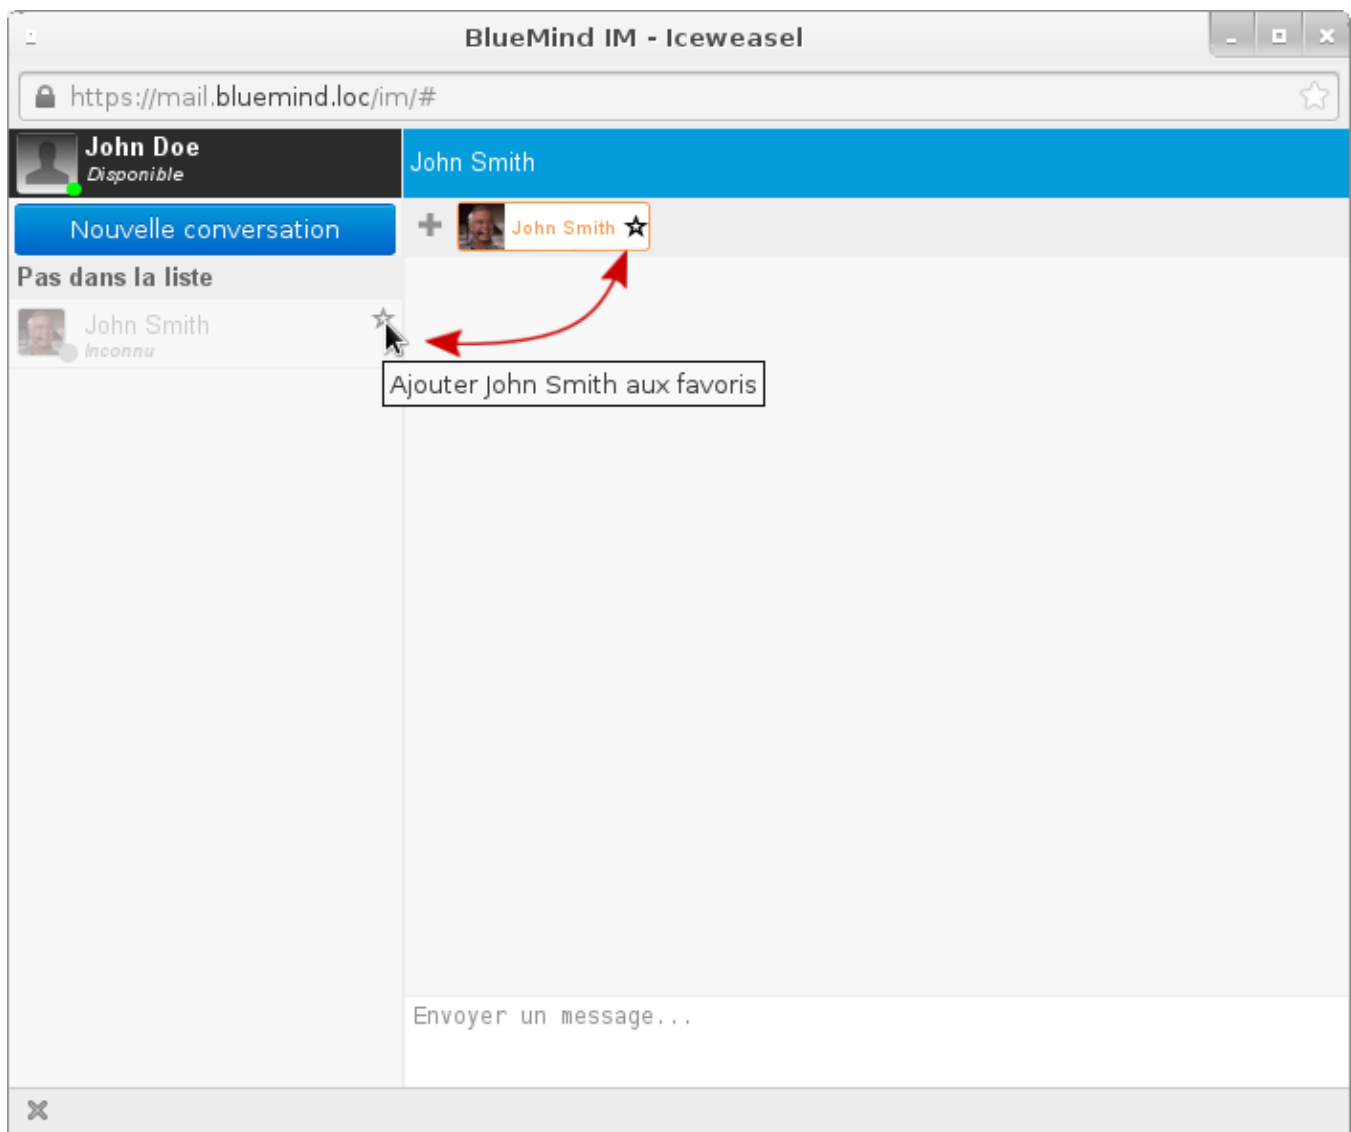 BlueMind IM - Iceweasel
https://mail.bluemind.loc/im/#
John Doe
Disponible
John Smith
Nouvelle conversation
John Smith
Pas dans la liste
John Smith
Inconnu
Ajouter John Smith aux favoris
Envoyer un message...